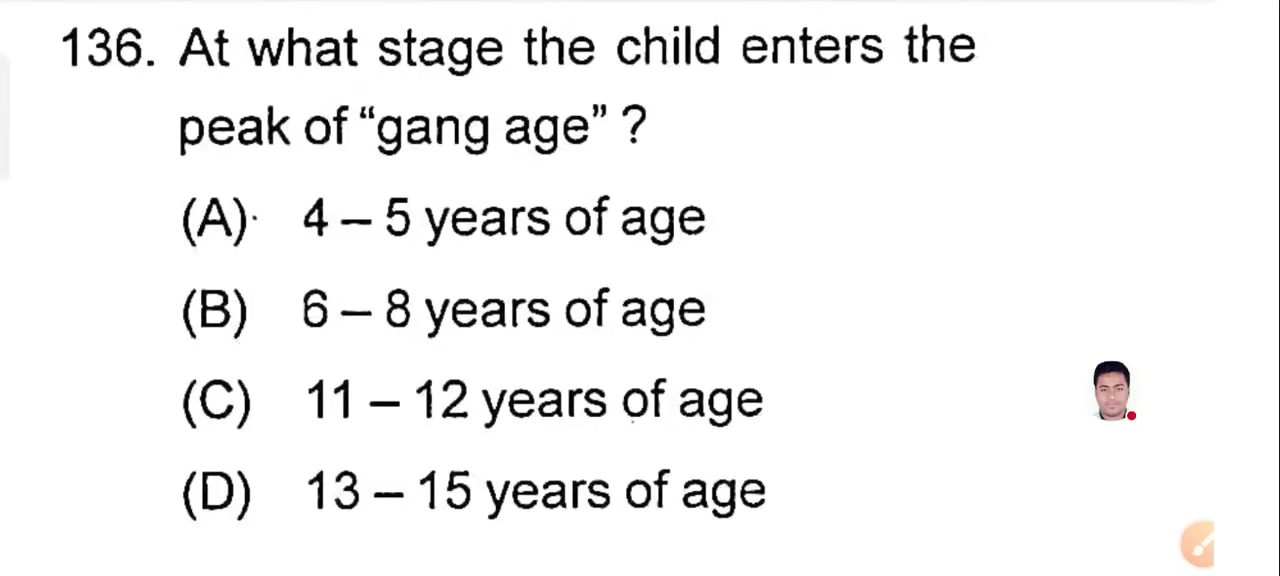 136. At what stage the child enters the
peak of “gang age” ?
(A) 4 – 5 years of age
(B) 6 – 8 years of age
(C) 11 – 12 years of age
(D) 13 – 15 years of age